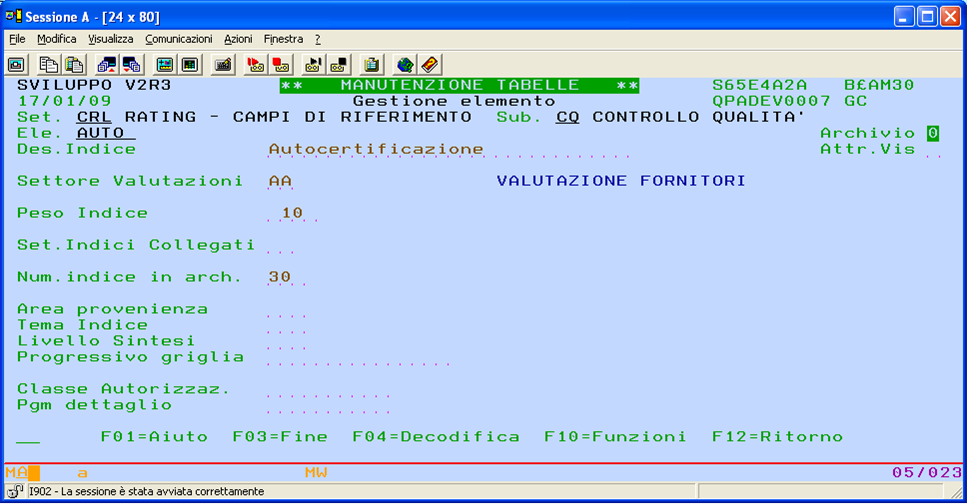 Sessione A - [24 x 80]
File Modifica Visualizza Comunicazioni Azioni Finestra ?
SVILUPPO V2R3 ** MANUTENZIONE TABELLE ** S65E4A2A B£AM30
17/01/09 Gestione elemento QPADEV0007 GC
Set. CRL RATING - CAMPI DI RIFERIMENTO Sub. CQ CONTROLLO QUALITA'
Ele. AUTO Archivio 0
Des.Indice Autocertificazione Attr.Vis
Settore Valutazioni AA VALUTAZIONE FORNITORI
Peso Indice 10
Set.Indici Collegati
Num.indice in arch. 30
Area provenienza
Tema Indice
Livello Sintesi
Progressivo griglia
Classe Autorizzaz.
Pgm dettaglio
F01=Aiuto F03=Fine F04=Decodifica F10=Funzioni F12=Ritorno
MA a MW 05/023
I902 - La sessione è stata avviata correttamente